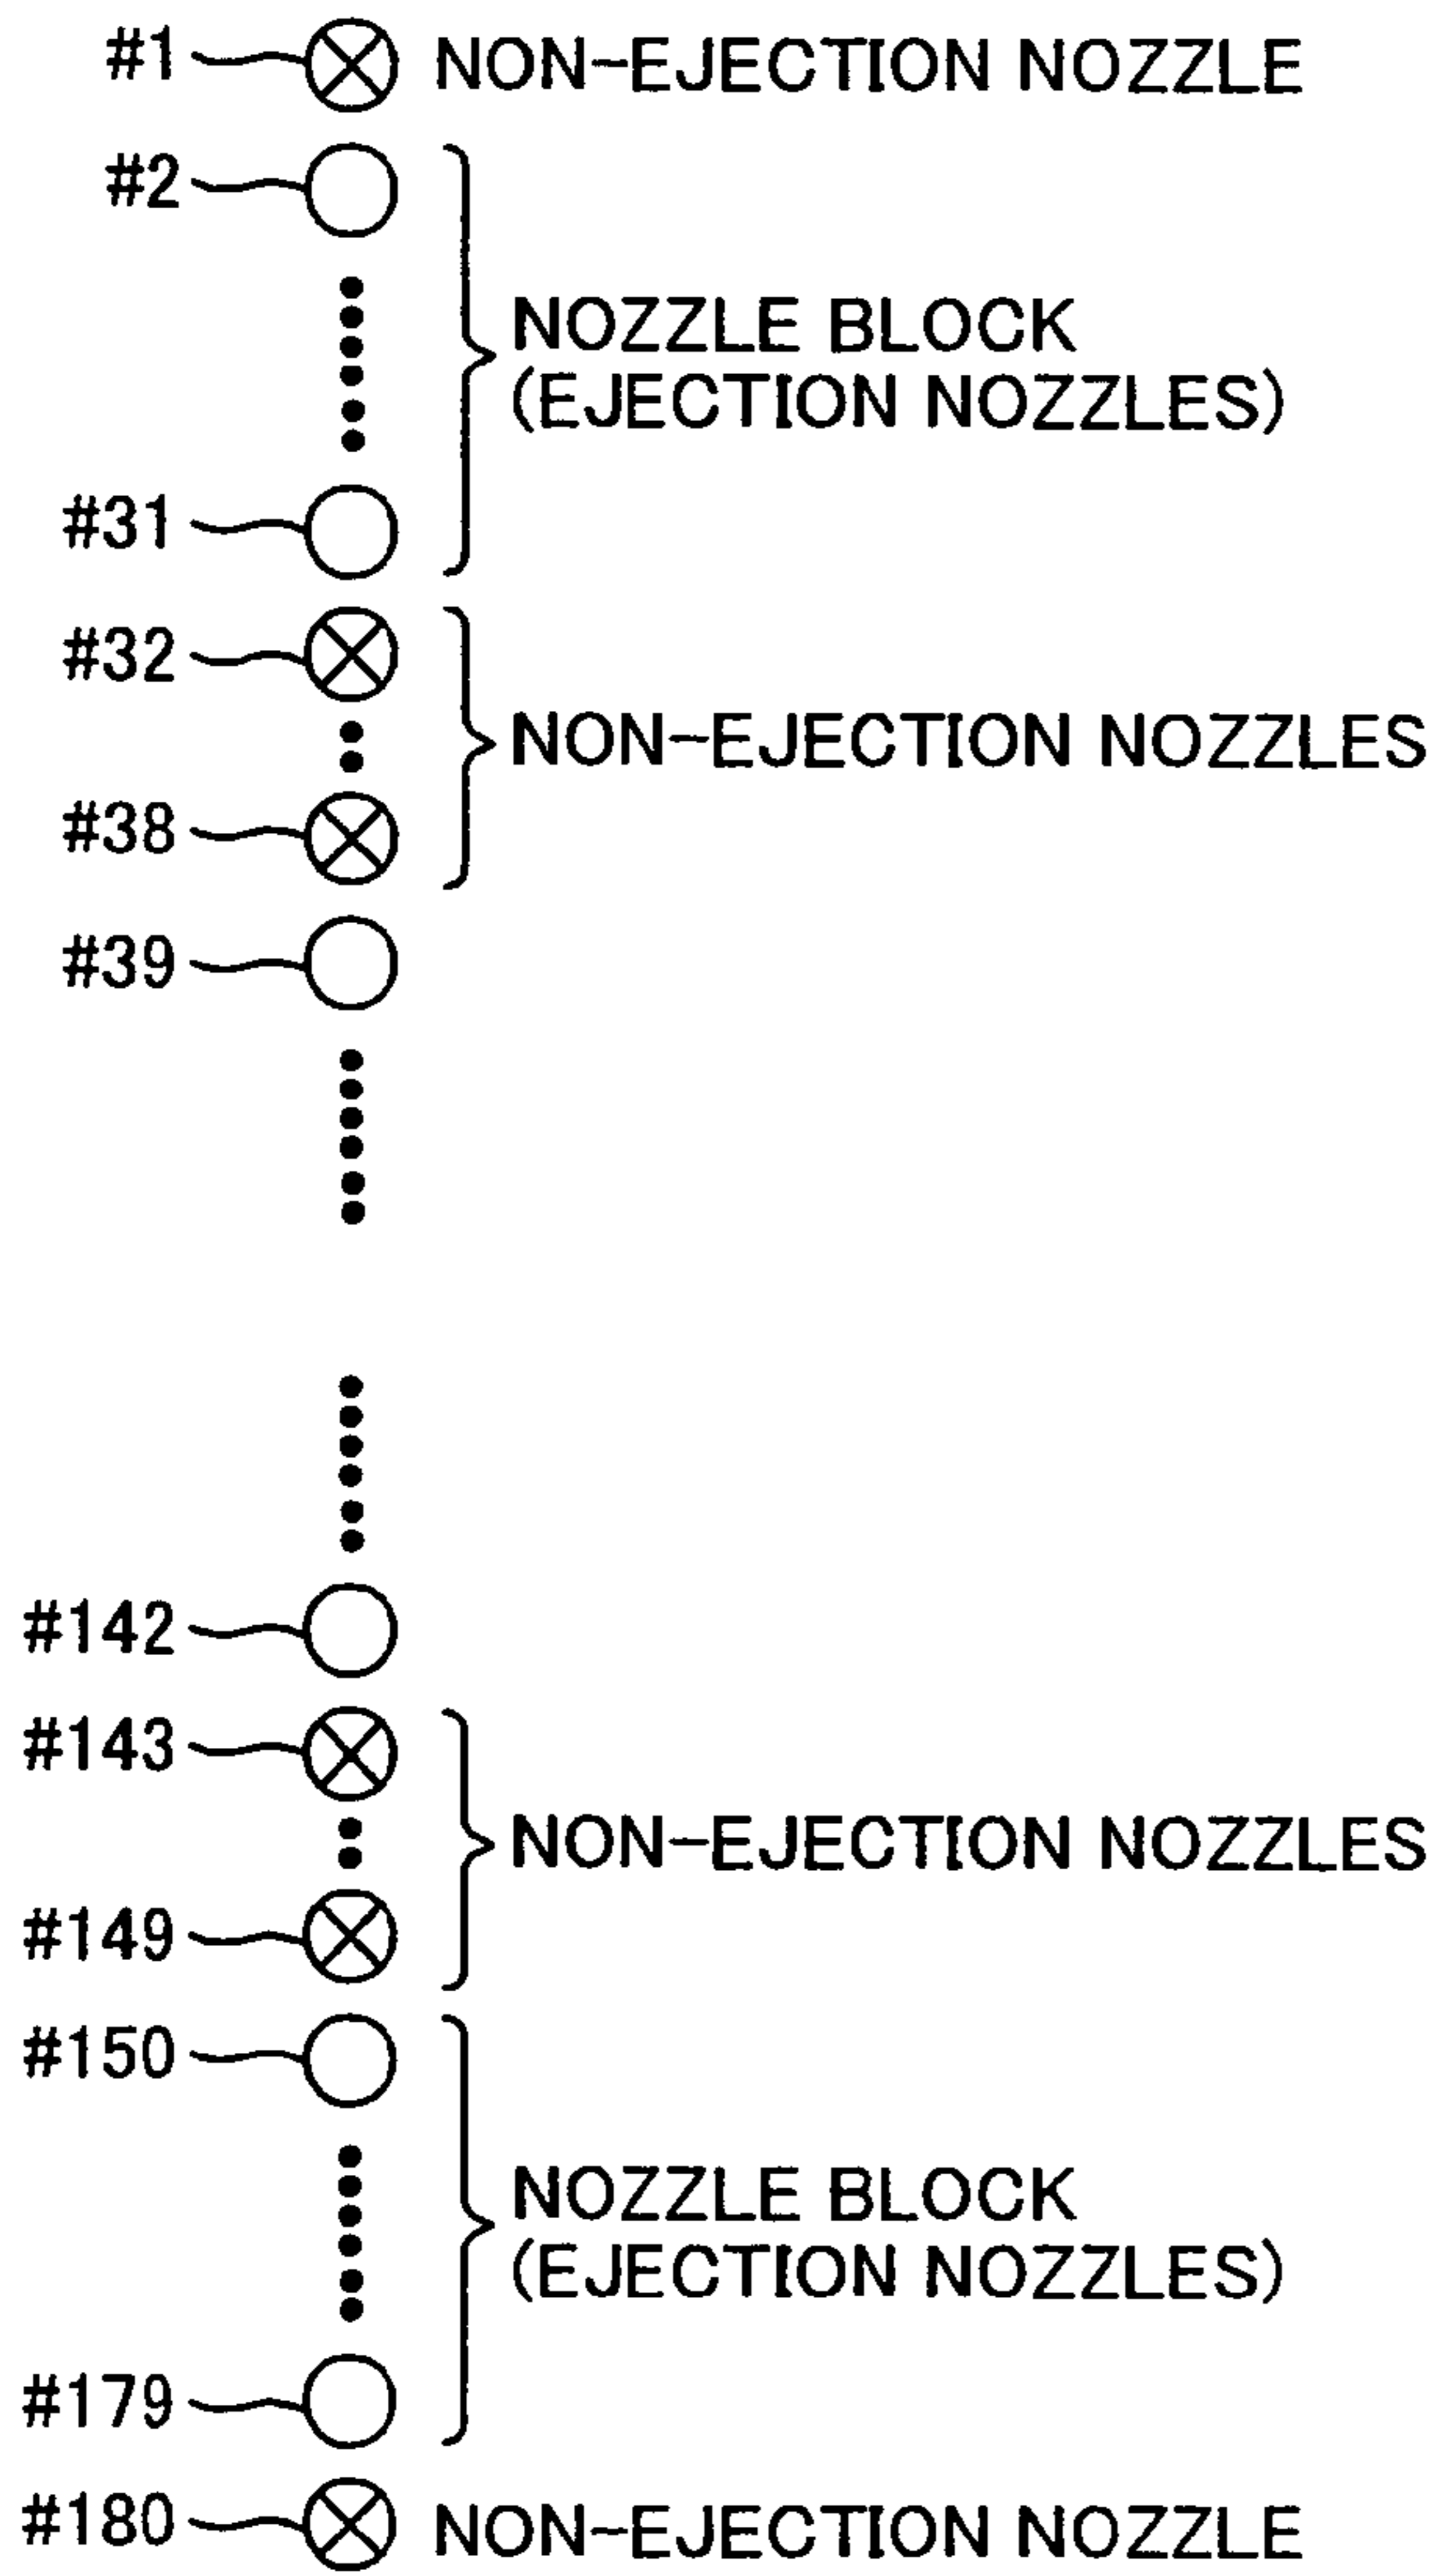 #1 NON-EJECTION NOZZLE
#2
NOZZLE BLOCK
(EJECTION NOZZLES)
#31
#32
NON-EJECTION NOZZLES
#38
#39
#142
#143
NON-EJECTION NOZZLES
#149
#150
NOZZLE BLOCK
(EJECTION NOZZLES)
#179
#180 NON-EJECTION NOZZLE